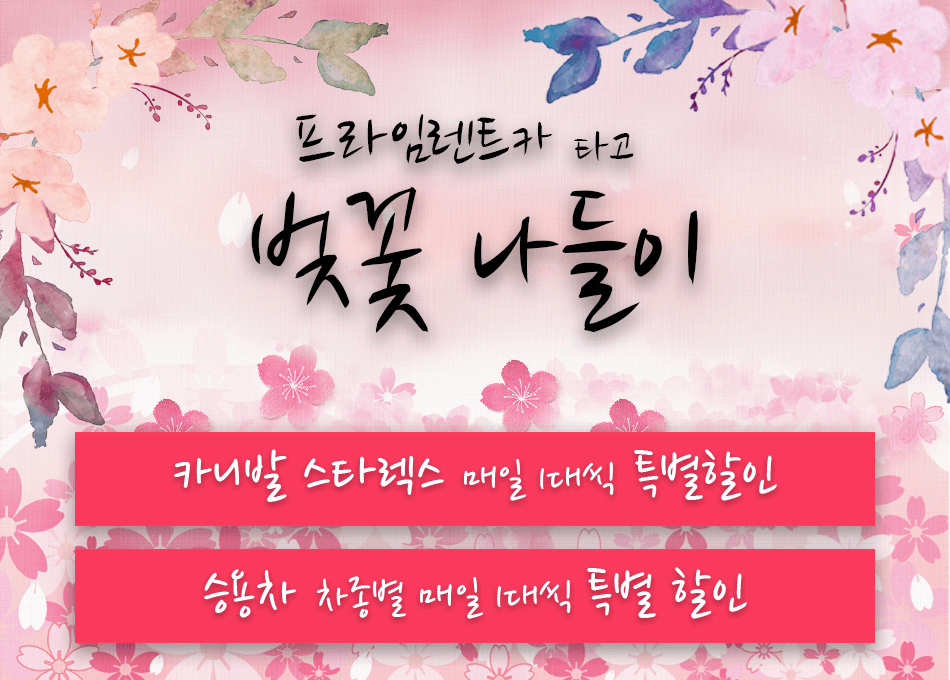 프라임렌트카 타고
벚꽃 나들이
카니발 스타렉스 매일 1대씩 특별할인
승용차 차종별 매일 1대씩 특별 할인